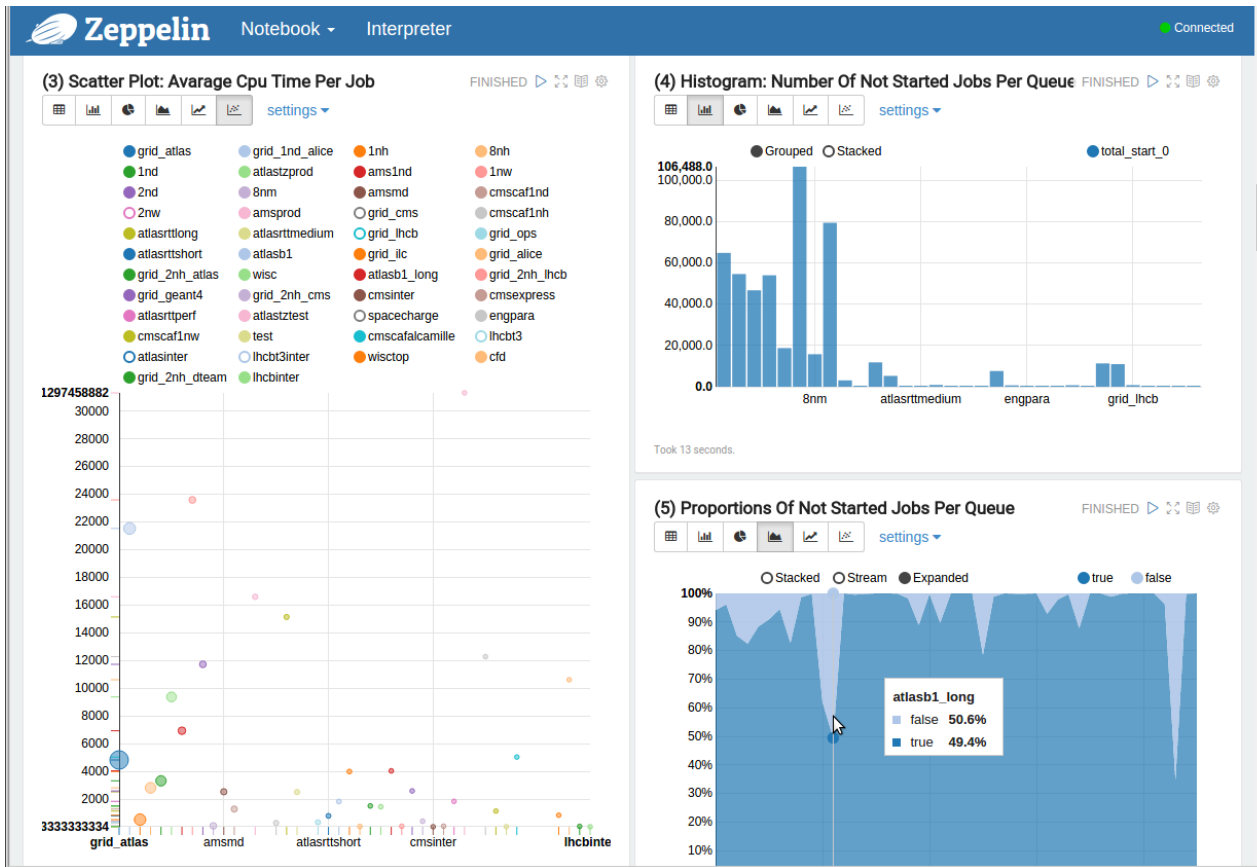 Zeppelin Notebook Interpreter Connected
(3) Scatter Plot: Avarage Cpu Time Per Job FINISHED
settings
grid_atlas grid_1nd_alice 1nh 8nh
1nd atlastzprod ams1nd 1nw
2nd 8nm amsmd cmscaf1nd
2nw amsprod grid_cms cmscaf1nh
atlasrttlong atlasrttmedium grid_lhcb grid_ops
atlasrttshort atlasb1 grid_ilc grid_alice
grid_2nh_atlas wisc atlasb1_long grid_2nh_lhcb
grid_geant4 grid_2nh_cms cmsinter cmsexpress
atlasrttperf atlastztest spacecharge engpara
cmscaf1nw test cmscafalcamille lhcbt3
atlasinter lhcbt3inter wisctop cfd
grid_2nh_dteam lhcbinter
1297458882
30000
28000
26000
24000
22000
20000
18000
16000
14000
12000
10000
8000
6000
4000
2000
3333333334
grid_atlas amsmd atlasrttshort cmsinter lhcbinte
(4) Histogram: Number Of Not Started Jobs Per Queue FINISHED
settings
Grouped Stacked total_start_0
106,488.0
100,000.0
80,000.0
60,000.0
40,000.0
20,000.0
0.0
8nm atlasrttmedium engpara grid_lhcb
Took 13 seconds.
(5) Proportions Of Not Started Jobs Per Queue FINISHED
settings
Stacked Stream Expanded true false
100%
90%
80%
70%
60%
50%
40%
30%
20%
10%
atlasb1_long
false 50.6%
true 49.4%